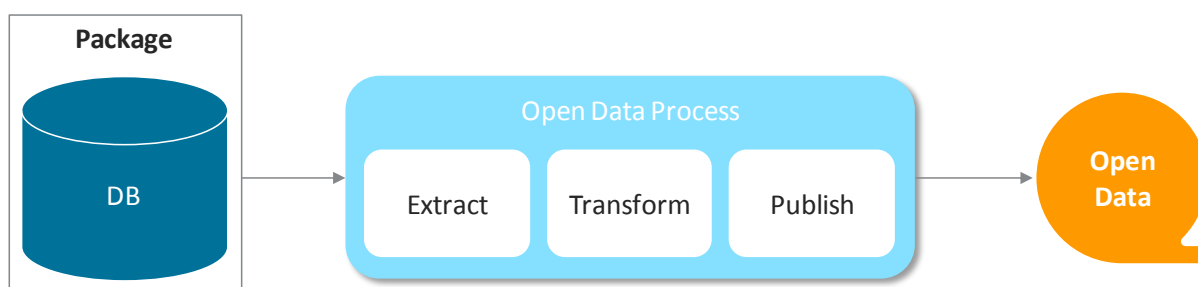 Package
DB
Open Data Process
Extract
Transform
Publish
Open
Data